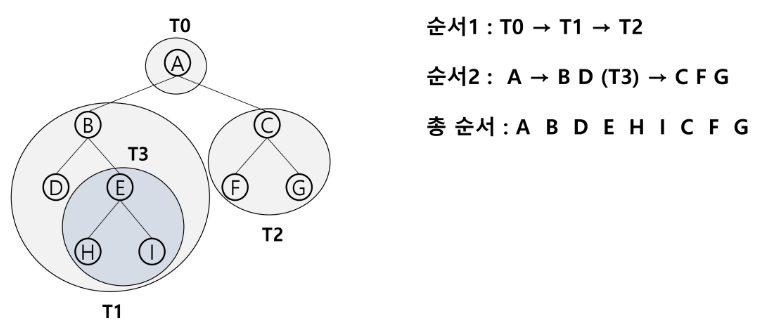 T0
순서1 : T0 → T1 → T2
A
순서2 : A → B D (T3) → C F G
B
C
총 순서 : A B D E H I C F G
T3
D
E
F
G
T2
H
I
T1